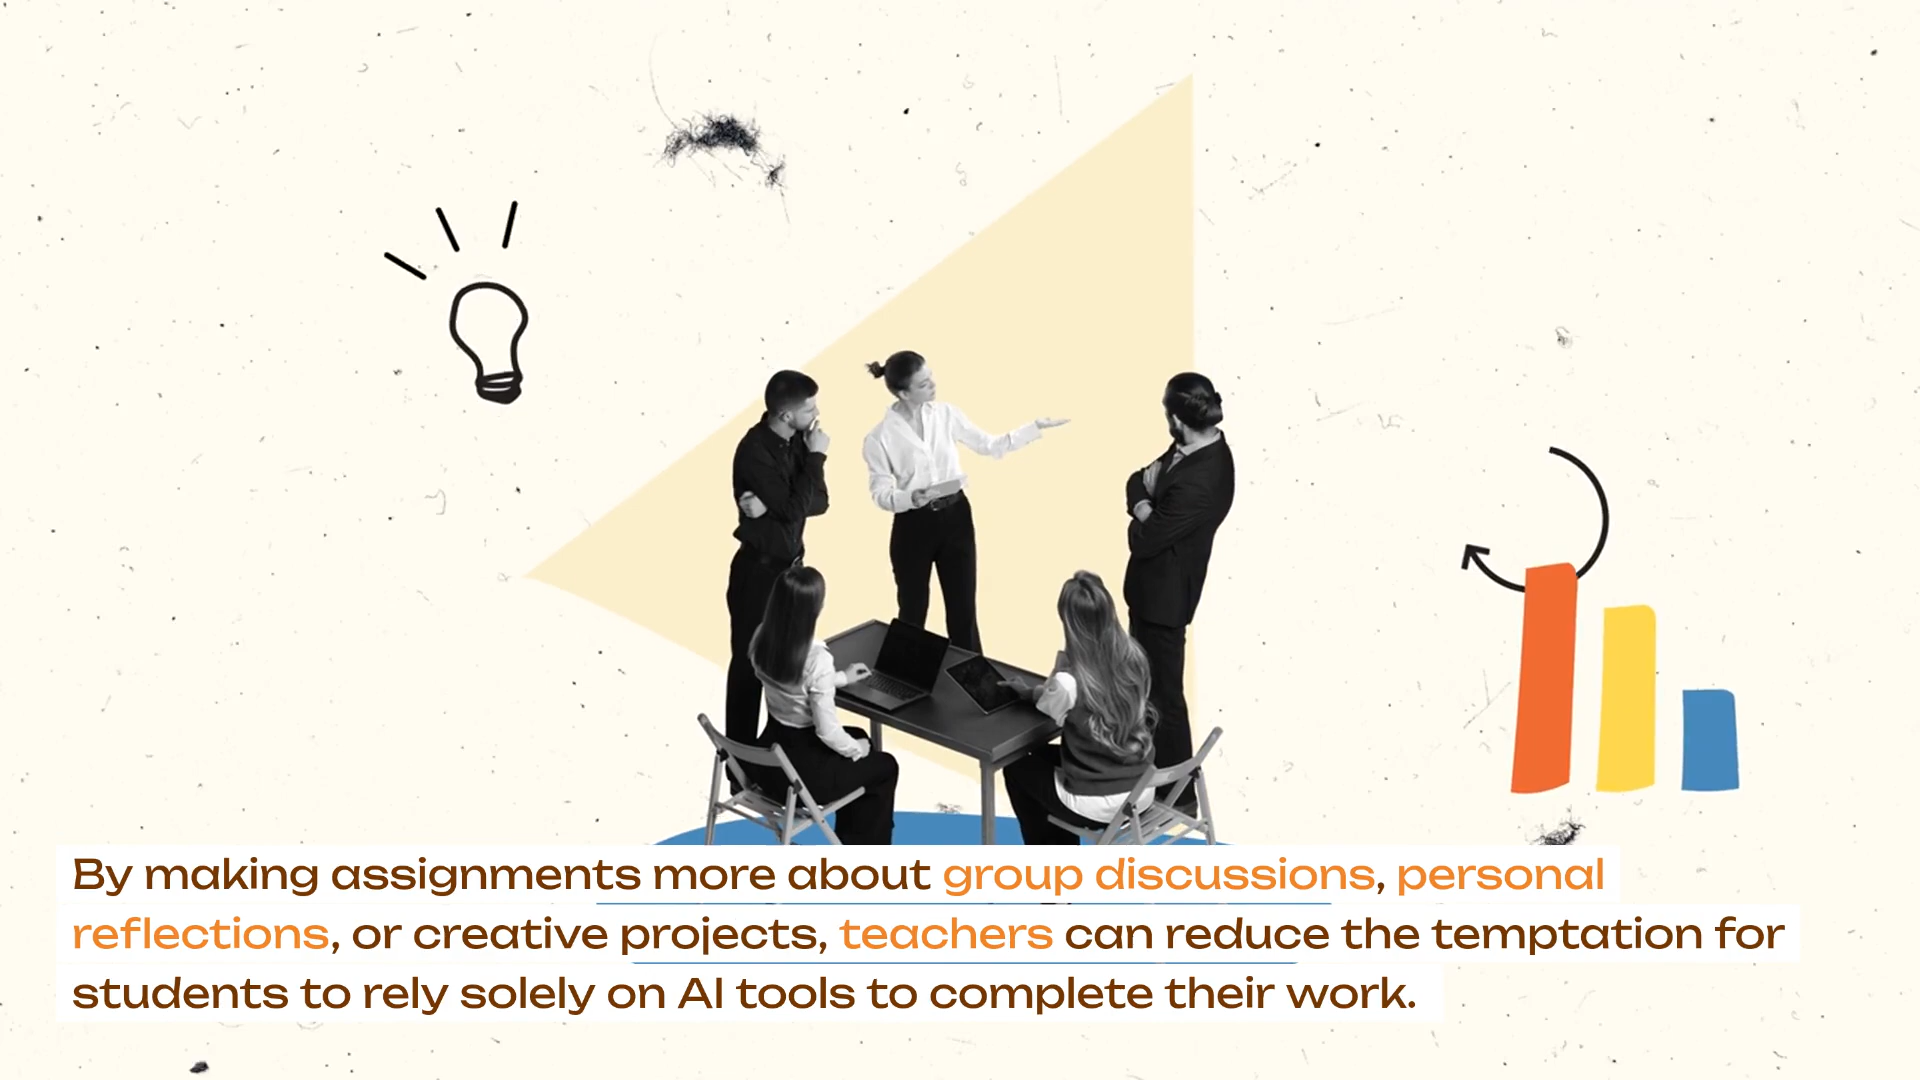 By making assignments more about group discussions, personal
reflections, or creative projects, teachers can reduce the temptation for
students to rely solely on AI tools to complete their work.